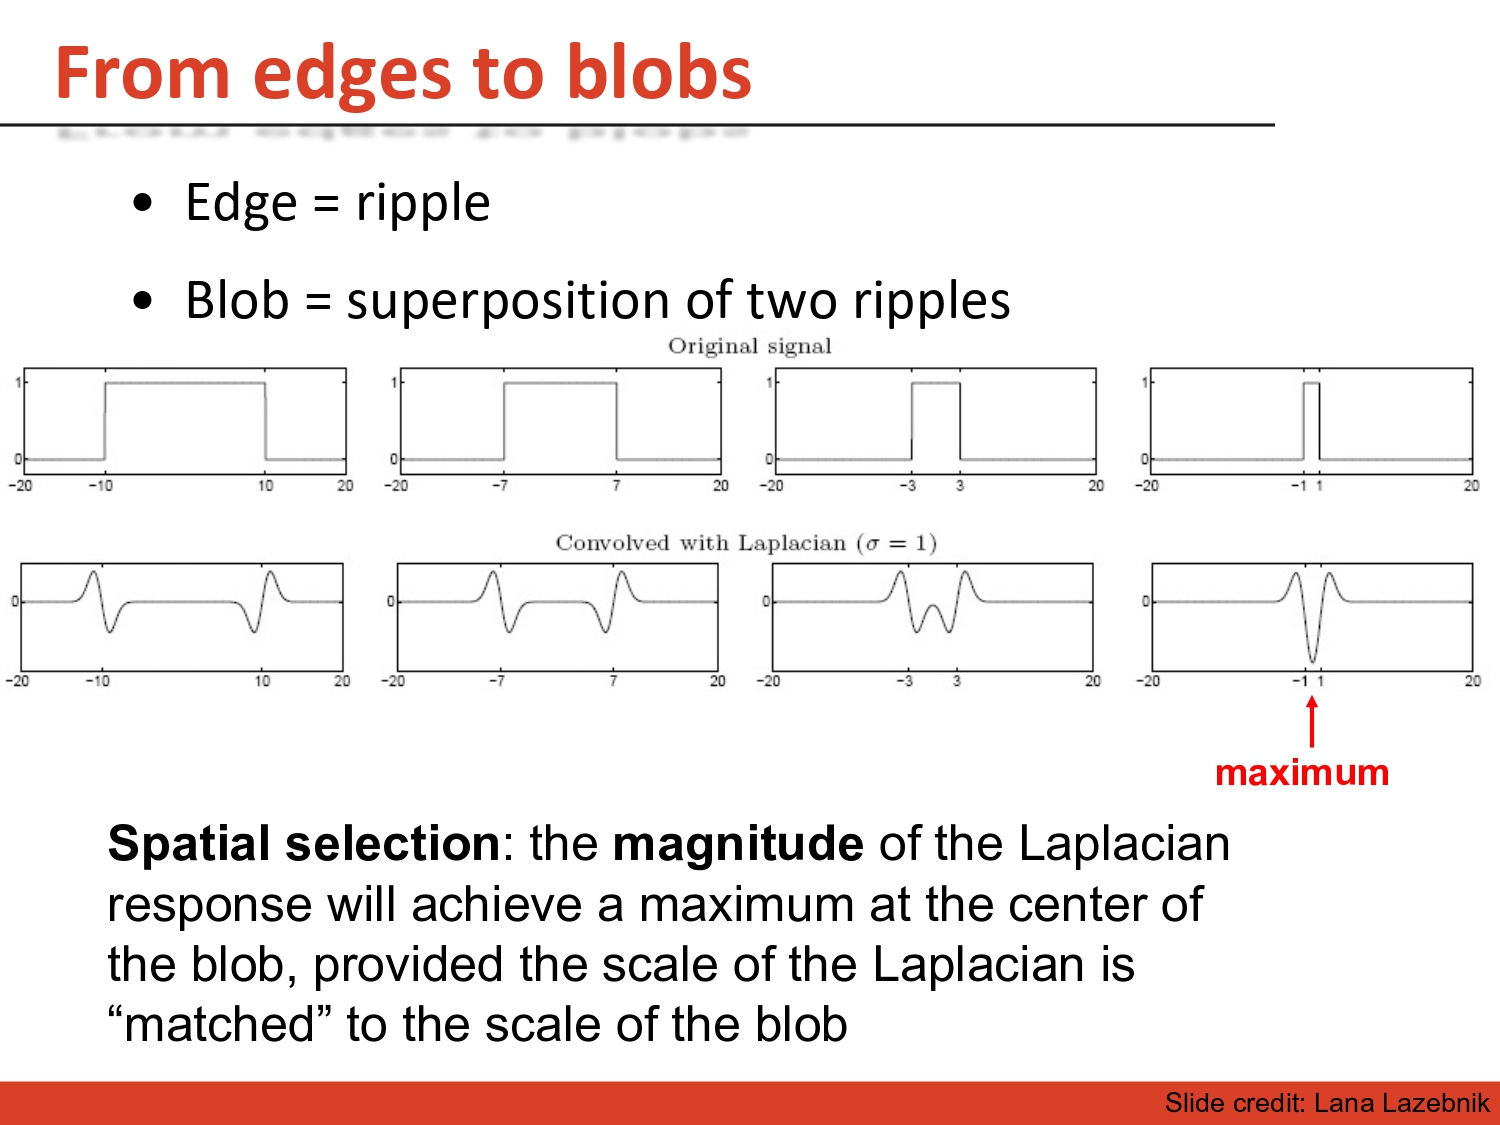 From edges to blobs
• Edge = ripple
• Blob = superposition of two ripples
Original signal
1 1 1 1
0 0 0 0
−20 −10 10 20 −20 −7 7 20 −20 −3 3 20 −20 −1 1 20
Convolved with Laplacian (σ = 1)
0 0 0 0
−20 −10 10 20 −20 −7 7 20 −20 −3 3 20 −20 −1 1 20
maximum
Spatial selection: the magnitude of the Laplacian
response will achieve a maximum at the center of
the blob, provided the scale of the Laplacian is
“matched” to the scale of the blob
Slide credit: Lana Lazebnik